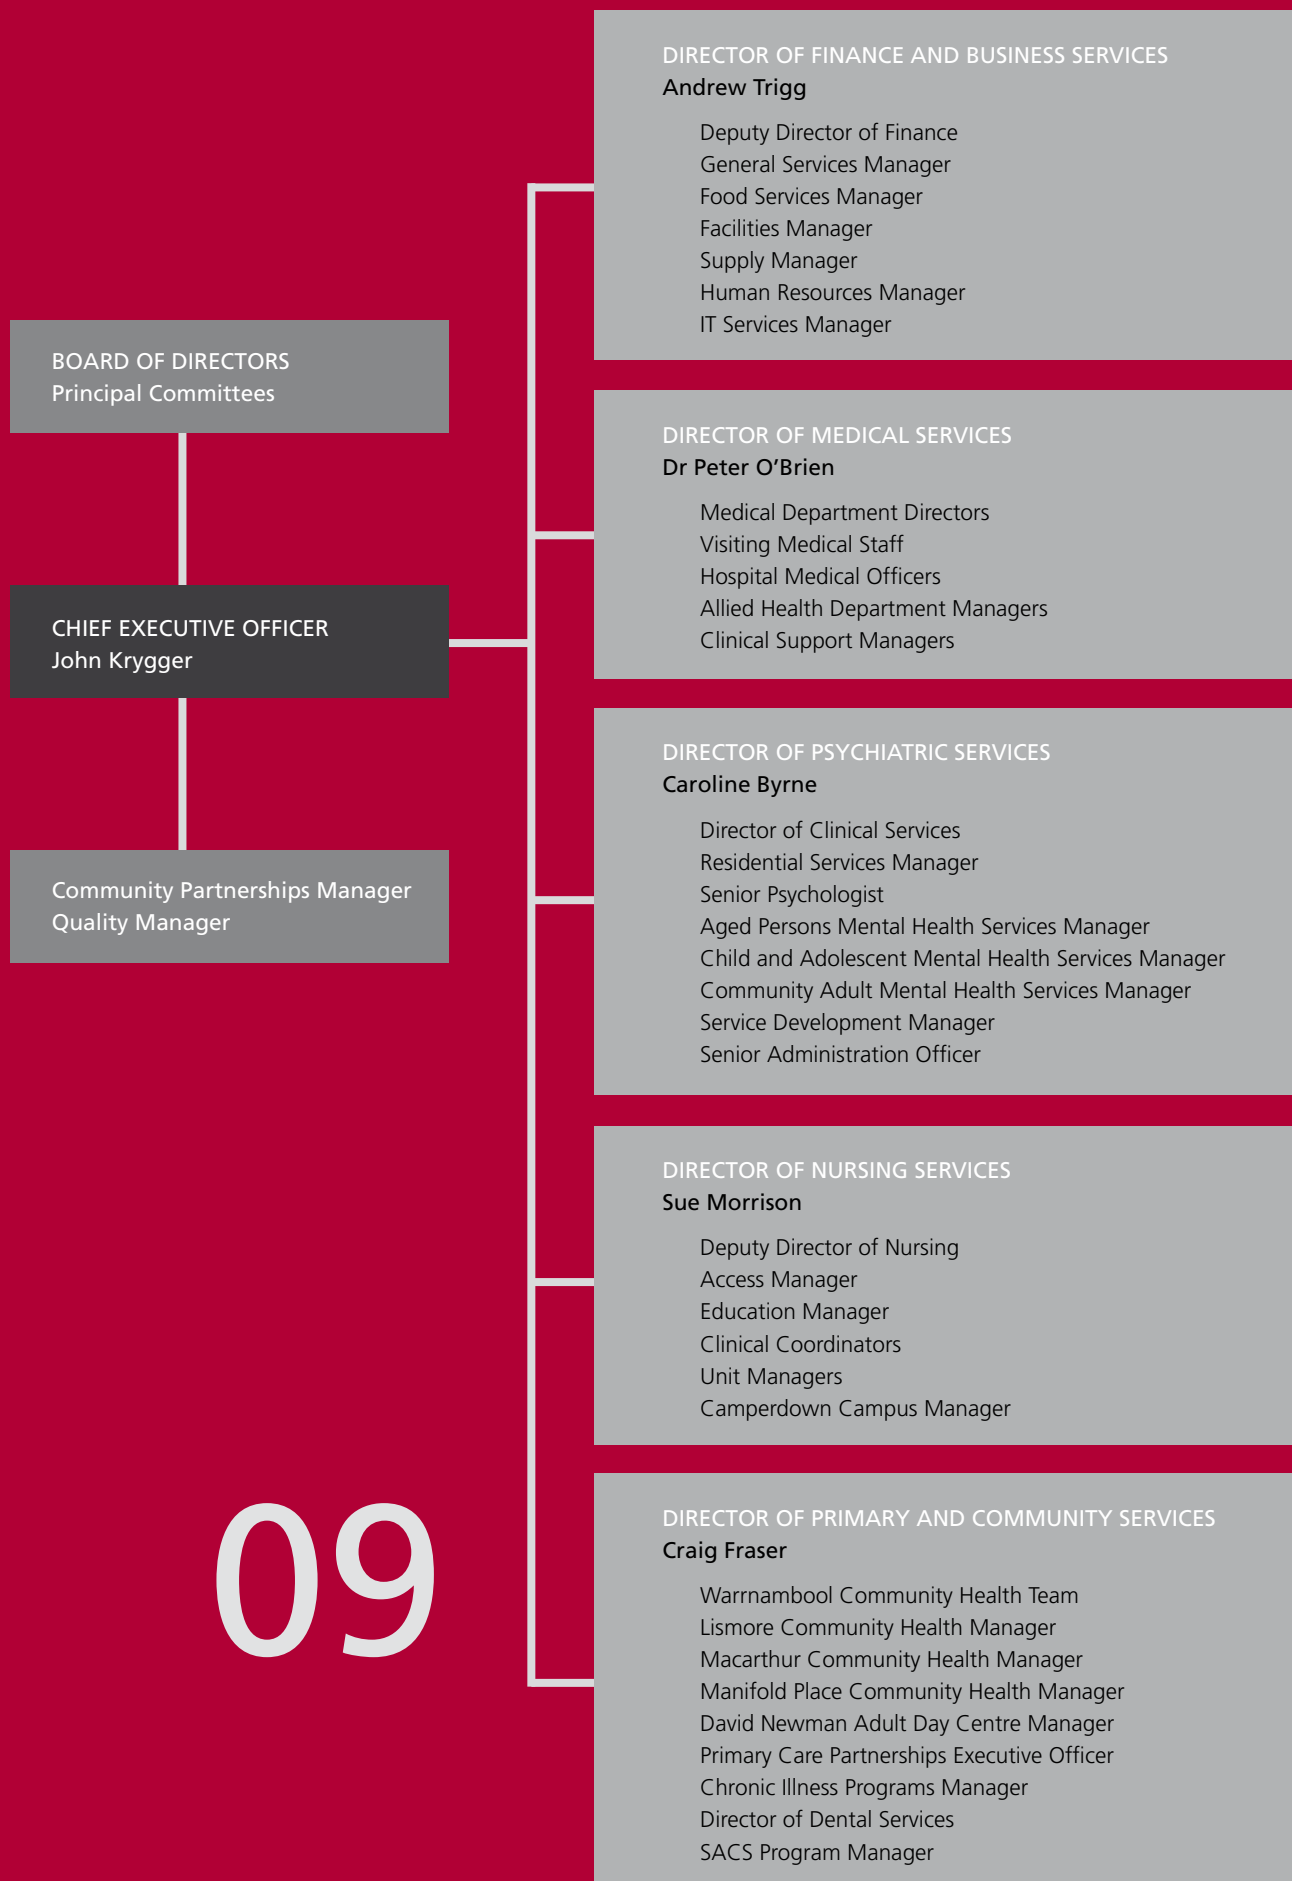 BOARD OF DIRECTORS
Principal Committees
CHIEF EXECUTIVE OFFICER
John Krygger
Community Partnerships Manager
Quality Manager
DIRECTOR OF FINANCE AND BUSINESS SERVICES
Andrew Trigg
Deputy Director of Finance
General Services Manager
Food Services Manager
Facilities Manager
Supply Manager
Human Resources Manager
IT Services Manager
DIRECTOR OF MEDICAL SERVICES
Dr Peter O’Brien
Medical Department Directors
Visiting Medical Staff
Hospital Medical Officers
Allied Health Department Managers
Clinical Support Managers
DIRECTOR OF PSYCHIATRIC SERVICES
Caroline Byrne
Director of Clinical Services
Residential Services Manager
Senior Psychologist
Aged Persons Mental Health Services Manager
Child and Adolescent Mental Health Services Manager
Community Adult Mental Health Services Manager
Service Development Manager
Senior Administration Officer
DIRECTOR OF NURSING SERVICES
Sue Morrison
Deputy Director of Nursing
Access Manager
Education Manager
Clinical Coordinators
Unit Managers
Camperdown Campus Manager
DIRECTOR OF PRIMARY AND COMMUNITY SERVICES
Craig Fraser
Warrnambool Community Health Team
Lismore Community Health Manager
Macarthur Community Health Manager
Manifold Place Community Health Manager
David Newman Adult Day Centre Manager
Primary Care Partnerships Executive Officer
Chronic Illness Programs Manager
Director of Dental Services
SACS Program Manager
09